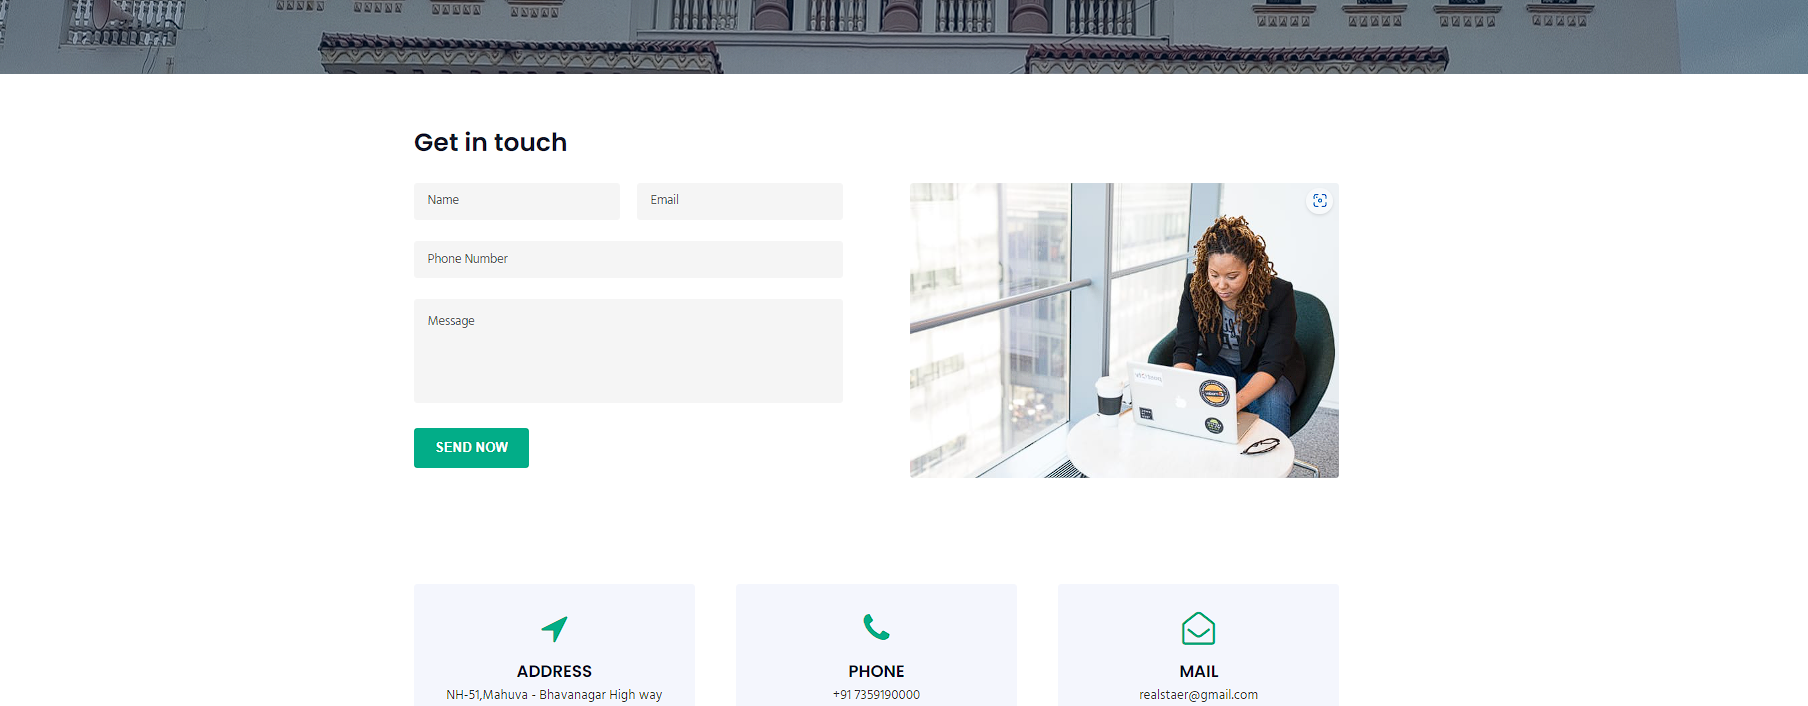 Get in touch
Name
Email
Phone Number
Message
SEND NOW
ADDRESS
NH-51,Mahuva - Bhavanagar High way
PHONE
+91 7359190000
MAIL
realstaer@gmail.com